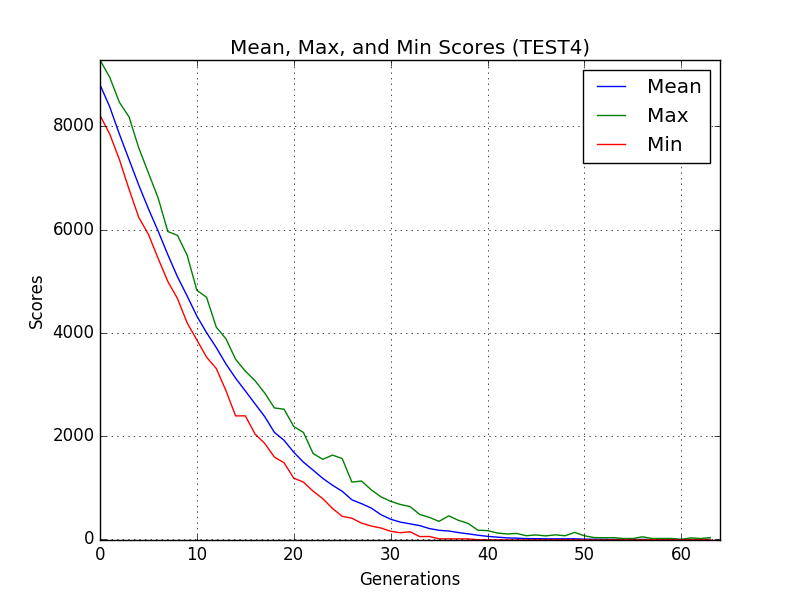 Mean, Max, and Min Scores (TEST4)
Mean
Max
Min
Scores
8000
6000
4000
2000
0
0 10 20 30 40 50 60
Generations